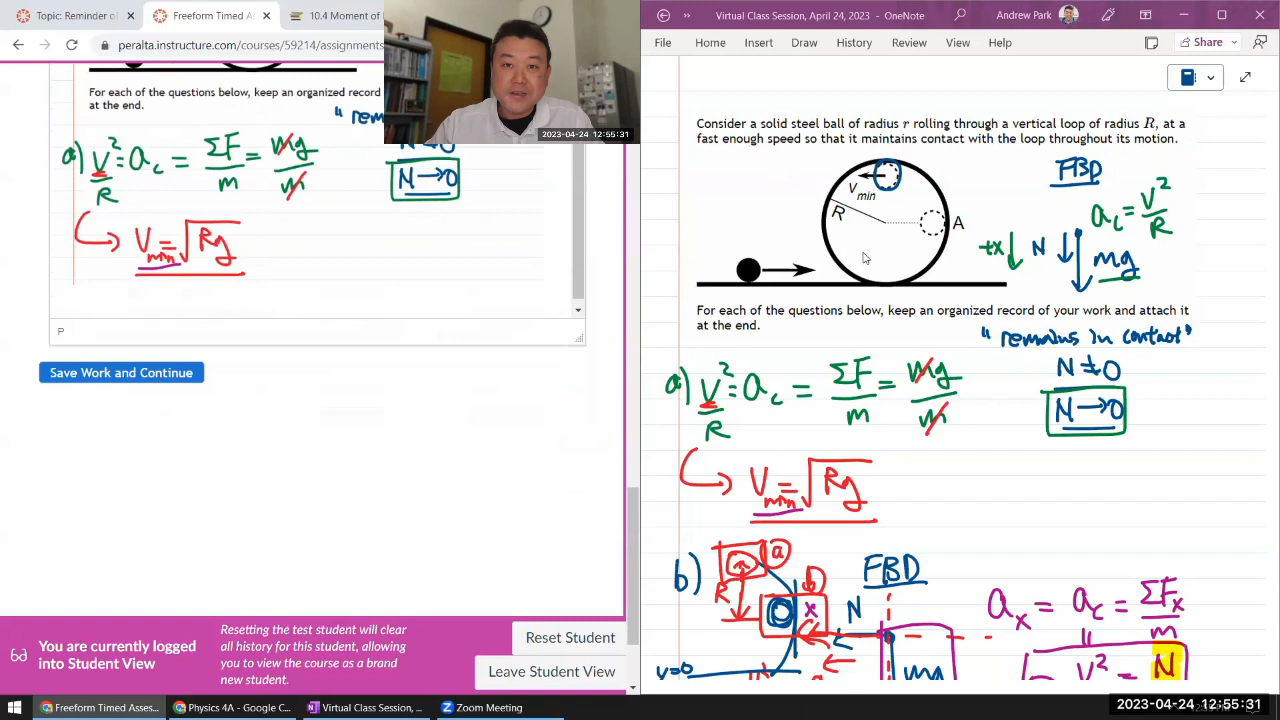 Topic: Reminder o
Freeform Timed As
10.4 Moment of
peralta.instructure.com/courses/59214/assignments
For each of the questions below, keep an organized record
at the end.
"rem
a) V²/R = a_c = ΣF/m = mg/m
N → 0
V_min = √Rg
P
Save Work and Continue
You are currently logged
into Student View
Resetting the test student will clear
all history for this student, allowing
you to view the course as a brand
new student.
Reset Student
Leave Student View
2023-04-24 12:55:31
Virtual Class Session, April 24, 2023 - OneNote
Andrew Park
File Home Insert Draw History Review View Help
Share
Consider a solid steel ball of radius r rolling through a vertical loop of radius R, at a
fast enough speed so that it maintains contact with the loop throughout its motion.
FBD
V min
R
A
a_c = V²/R
+x N mg
For each of the questions below, keep an organized record of your work and attach it
at the end.
"remains in contact"
N ≠ 0
a) V²/R = a_c = ΣF/m = mg/m
N → 0
V_min = √Rg
b)
a
R
b
x
FBD
N
a_x = a_c = ΣF_x/m
v=0
mg
V² = N
Freeform Timed Asses...
Physics 4A - Google C...
Virtual Class Session, ...
Zoom Meeting
2023-04-24 12:55:31